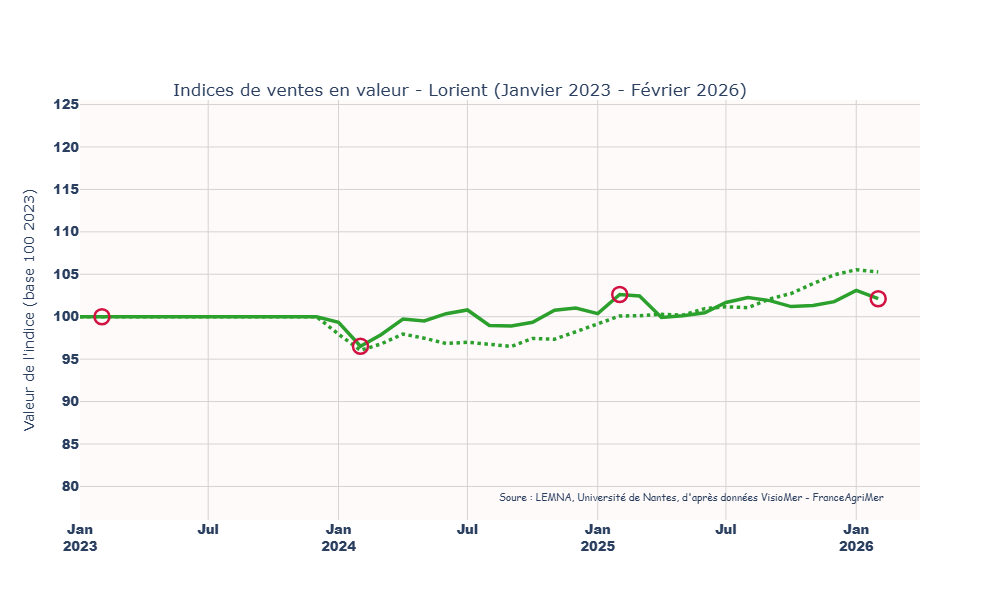 Indices de ventes en valeur - Lorient (Janvier 2023 - Février 2026)
Valeur de l'indice (base 100 2023)
125
120
115
110
105
100
95
90
85
80
Soure : LEMNA, Université de Nantes, d'après données VisioMer - FranceAgriMer
Jan
2023
Jul
Jan
2024
Jul
Jan
2025
Jul
Jan
2026